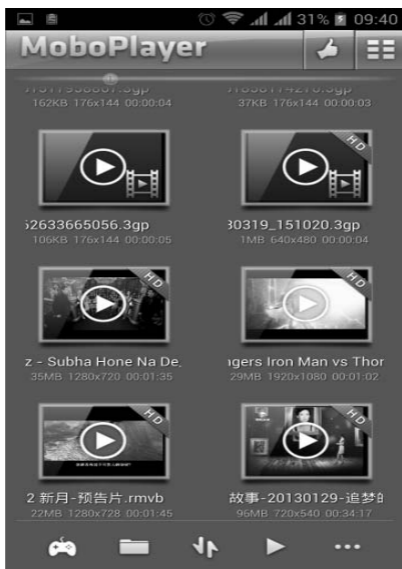 31% 09:40
MoboPlayer
162KB 176x144 00:00:04
37KB 176x144 00:00:03
HD
52633665056.3gp
30319_151020.3gp
106KB 176x144 00:00:05
1MB 640x480 00:00:04
HD
HD
z - Subha Hone Na De,
ngers Iron Man vs Thor
35MB 1280x720 00:01:35
29MB 1920x1080 00:01:02
HD
HD
2 新月-预告片.rmvb
故事-20130129-追梦
22MB 1280x728 00:01:45
96MB 720x540 00:34:17